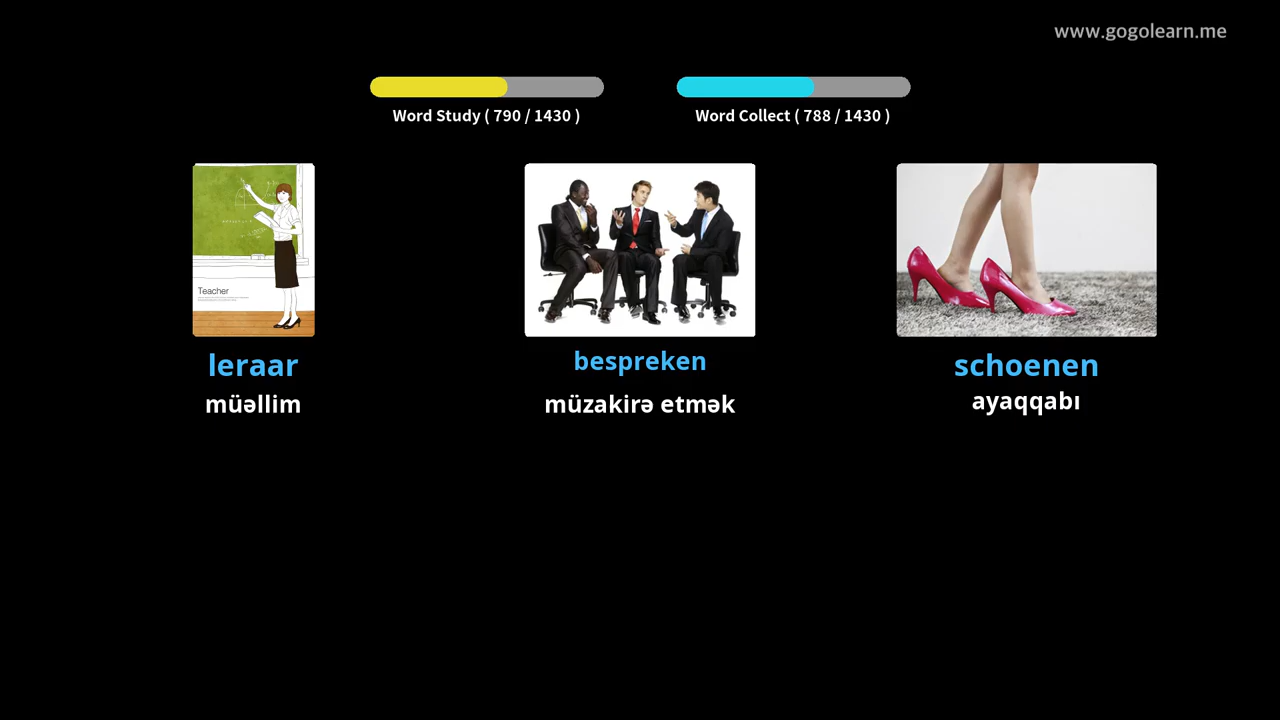 www.gogolearn.me
Word Study ( 790 / 1430 )
Word Collect ( 788 / 1430 )
Teacher
leraar
bespreken
schoenen
müəllim
müzakirə etmək
ayaqqabı